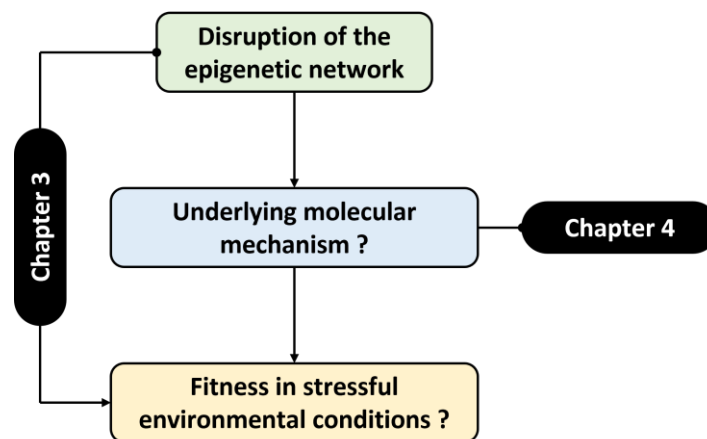 Disruption of the
epigenetic network
Chapter 3
Underlying molecular
mechanism ?
Chapter 4
Fitness in stressful
environmental conditions ?